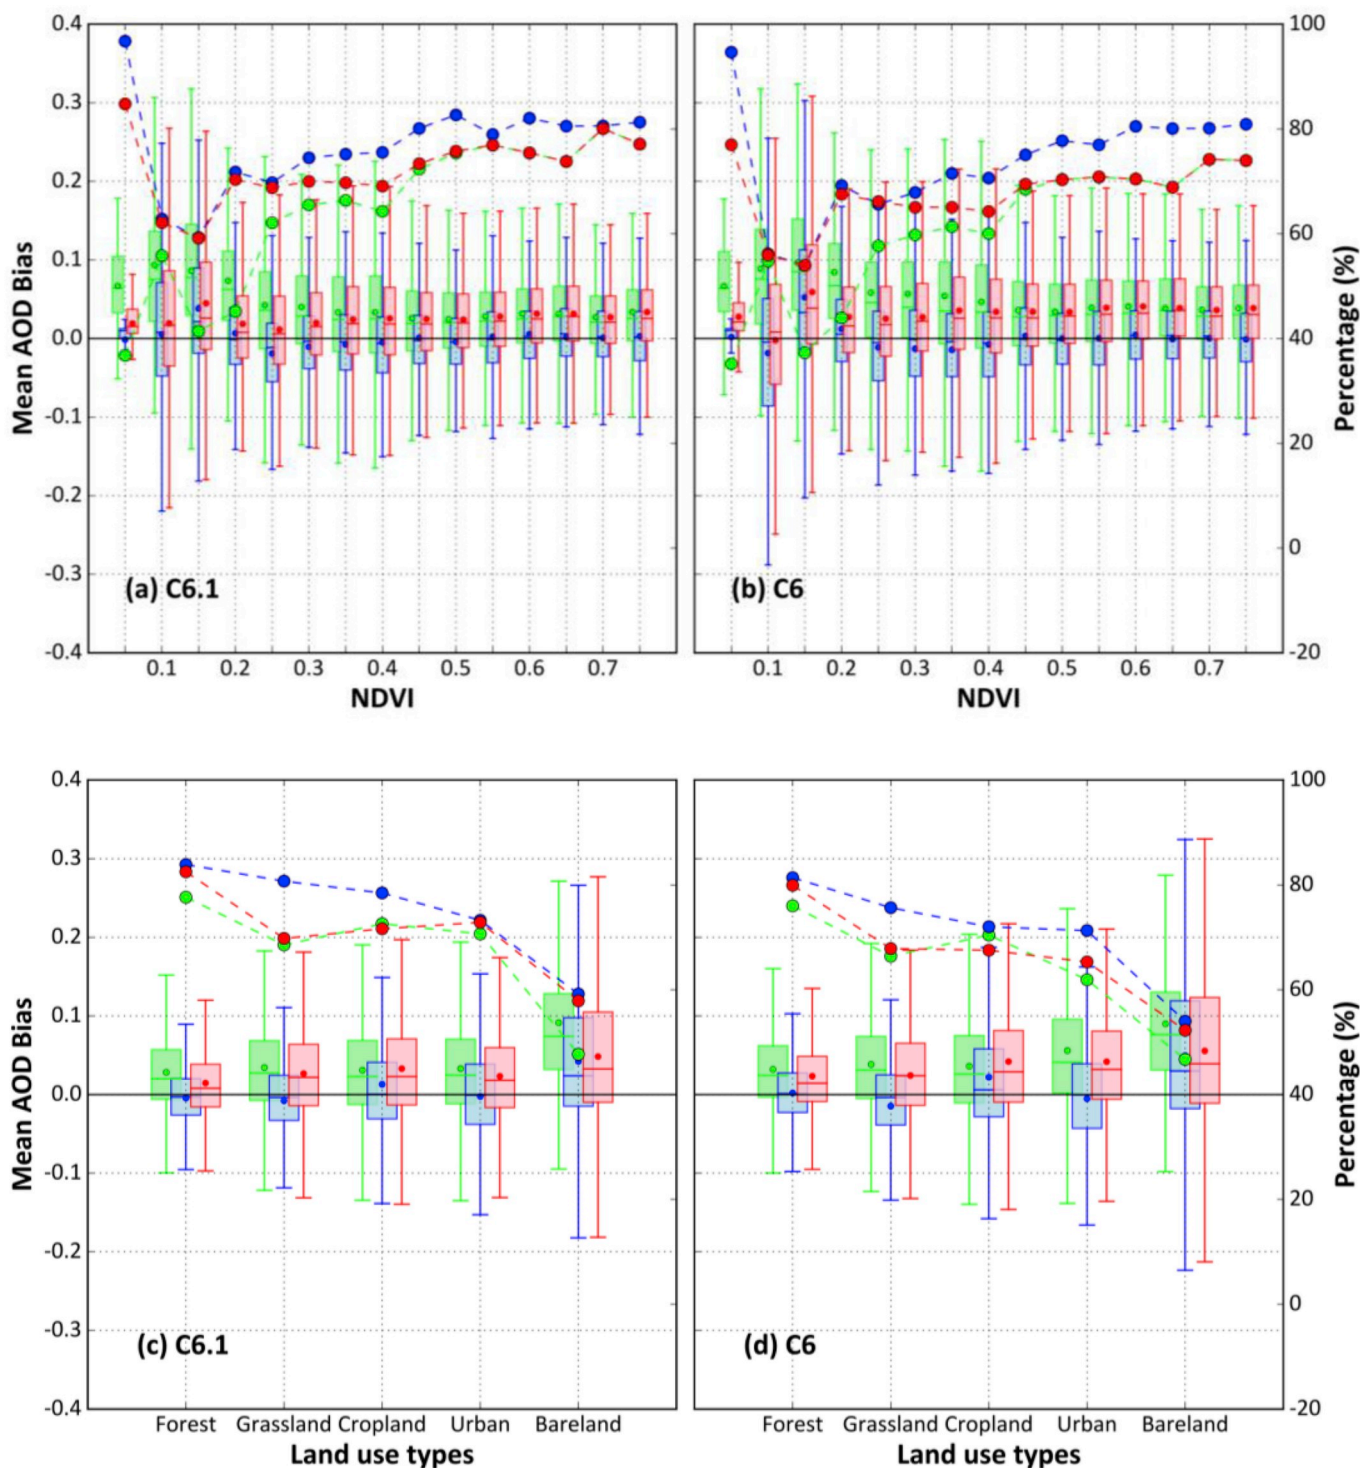 0.4
0.3
0.2
0.1
0.0
-0.1
-0.2
-0.3
-0.4
Mean AOD Bias
(a) C6.1
0.1 0.2 0.3 0.4 0.5 0.6 0.7
NDVI
(b) C6
0.1 0.2 0.3 0.4 0.5 0.6 0.7
NDVI
100
80
60
40
20
0
-20
Percentage (%)
0.4
0.3
0.2
0.1
0.0
-0.1
-0.2
-0.3
-0.4
Mean AOD Bias
(c) C6.1
Forest Grassland Cropland Urban Bareland
Land use types
(d) C6
Forest Grassland Cropland Urban Bareland
Land use types
100
80
60
40
20
0
-20
Percentage (%)